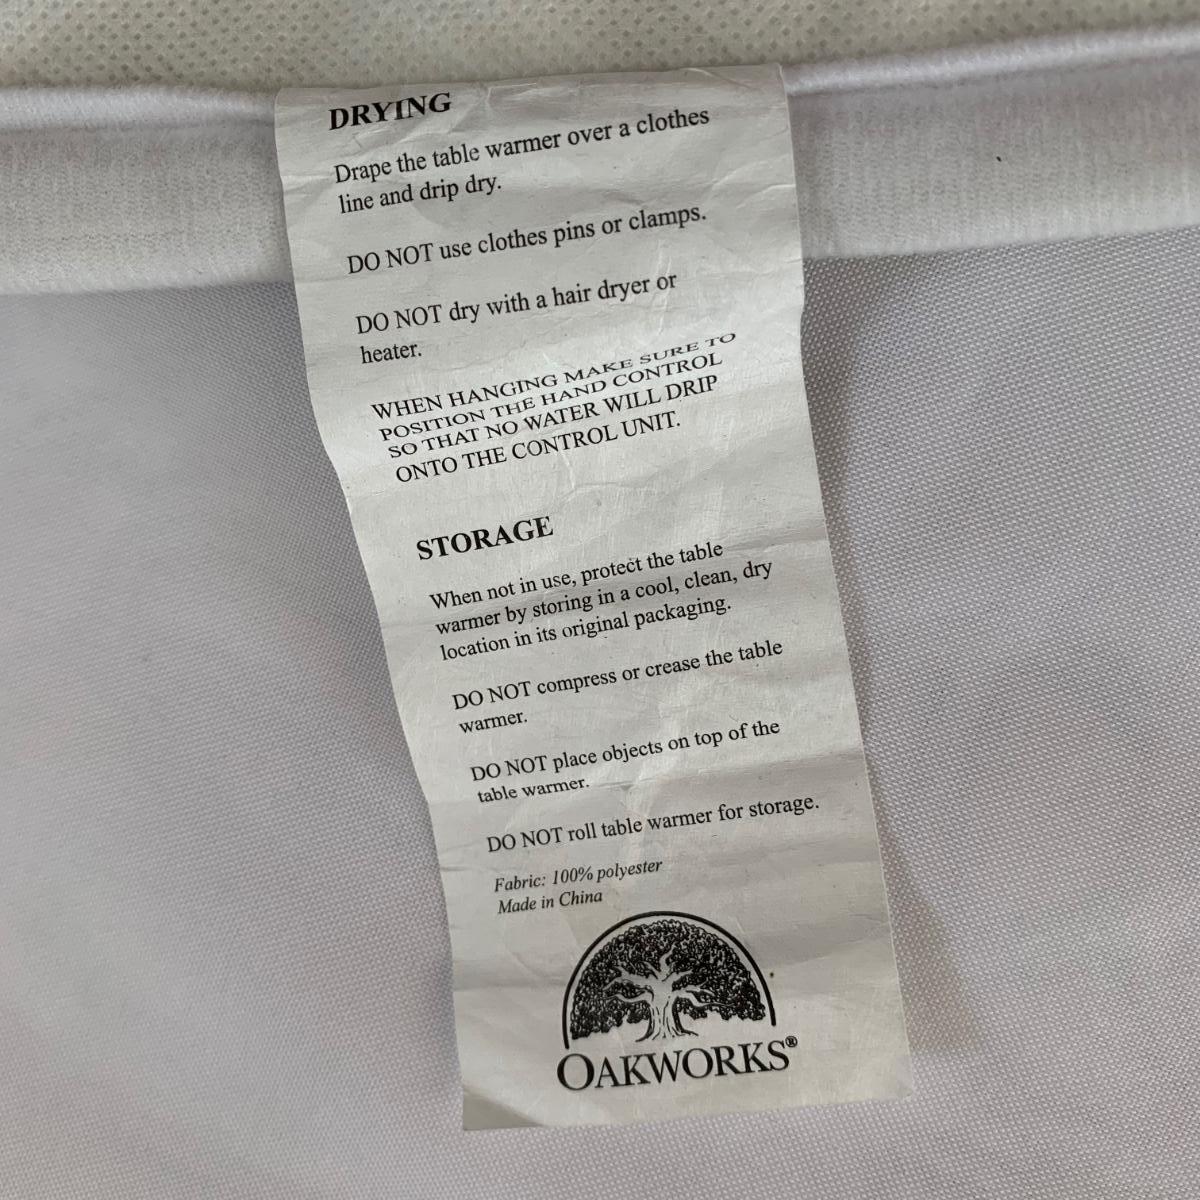 DRYING
Drape the table warmer over a clothes
line and drip dry.
DO NOT use clothes pins or clamps.
DO NOT dry with a hair dryer or
heater.
WHEN HANGING MAKE SURE TO
POSITION THE HAND CONTROL
SO THAT NO WATER WILL DRIP
ONTO THE CONTROL UNIT.
STORAGE
When not in use, protect the table
warmer by storing in a cool, clean, dry
location in its original packaging.
DO NOT compress or crease the table
warmer.
DO NOT place objects on top of the
table warmer.
DO NOT roll table warmer for storage.
Fabric: 100% polyester
Made in China
OAKWORKS®